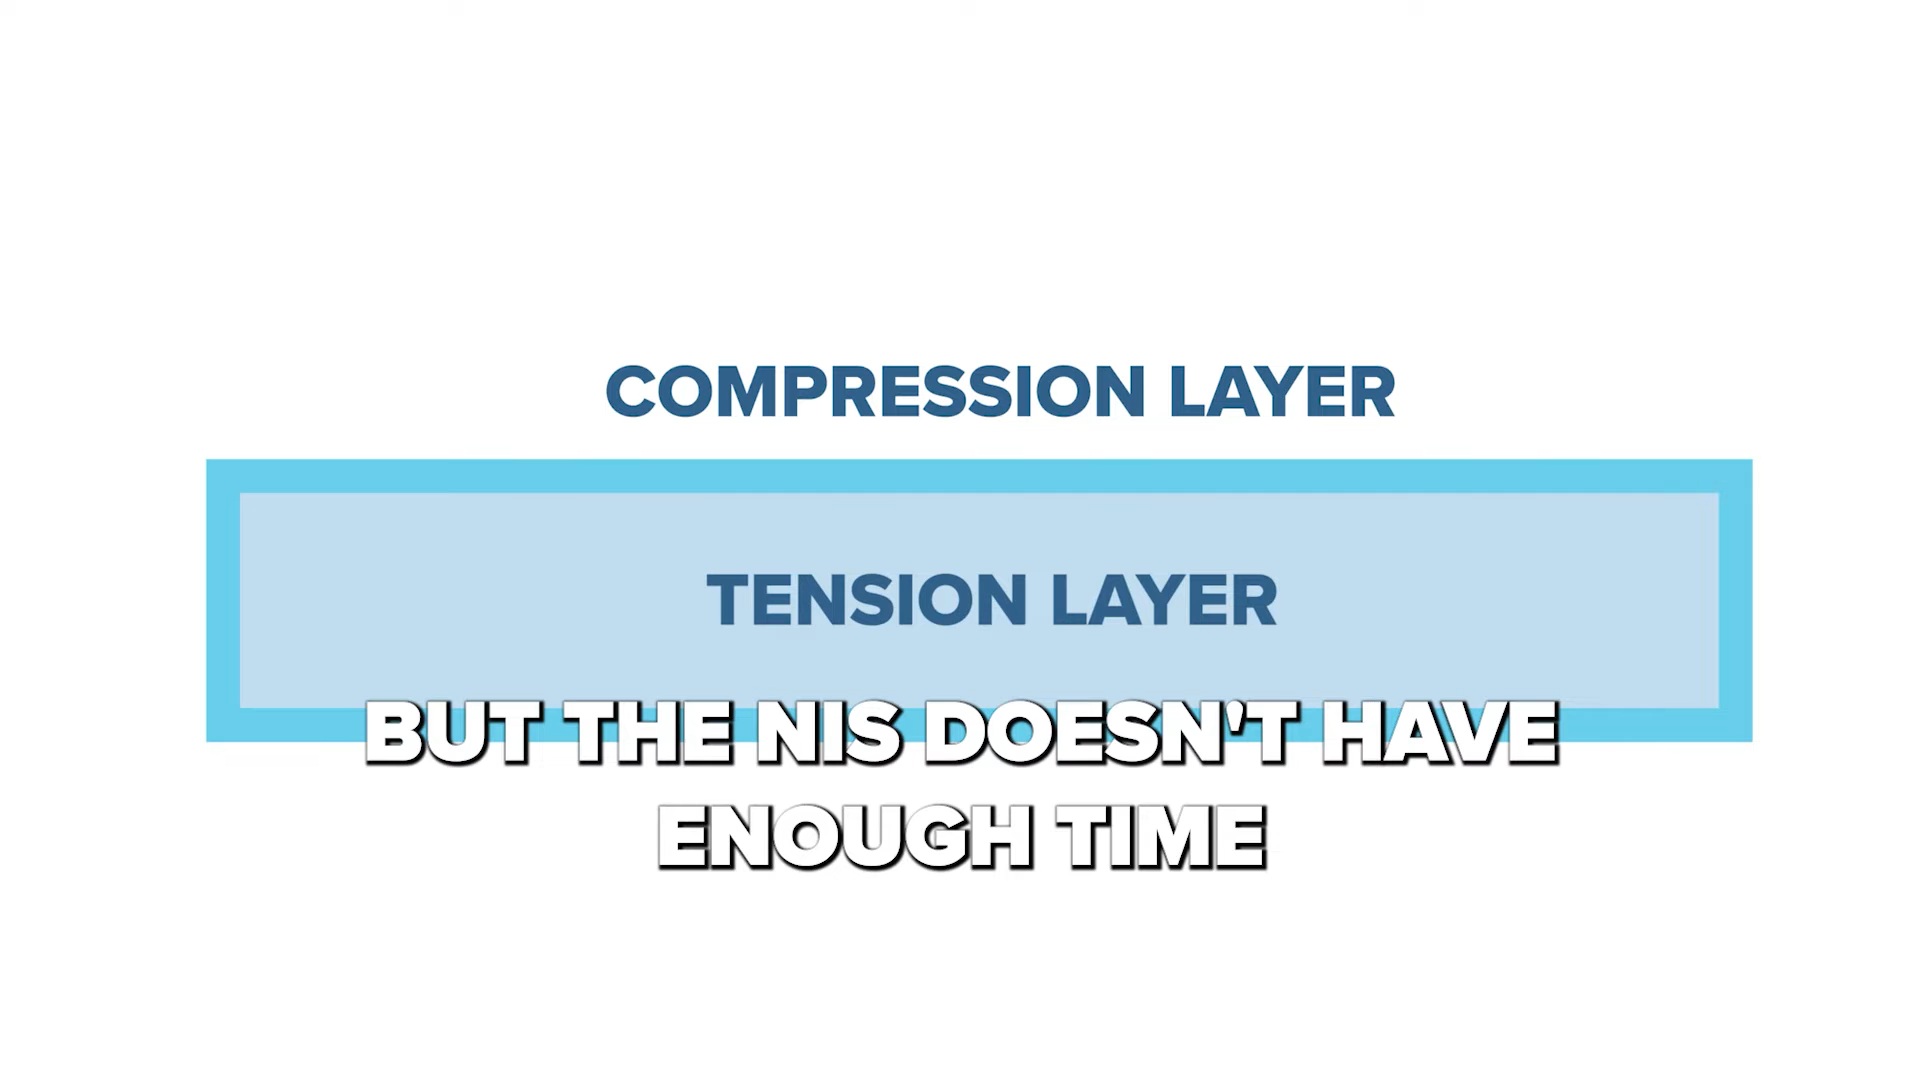 COMPRESSION LAYER
TENSION LAYER
BUT THE NIS DOESN'T HAVE
ENOUGH TIME